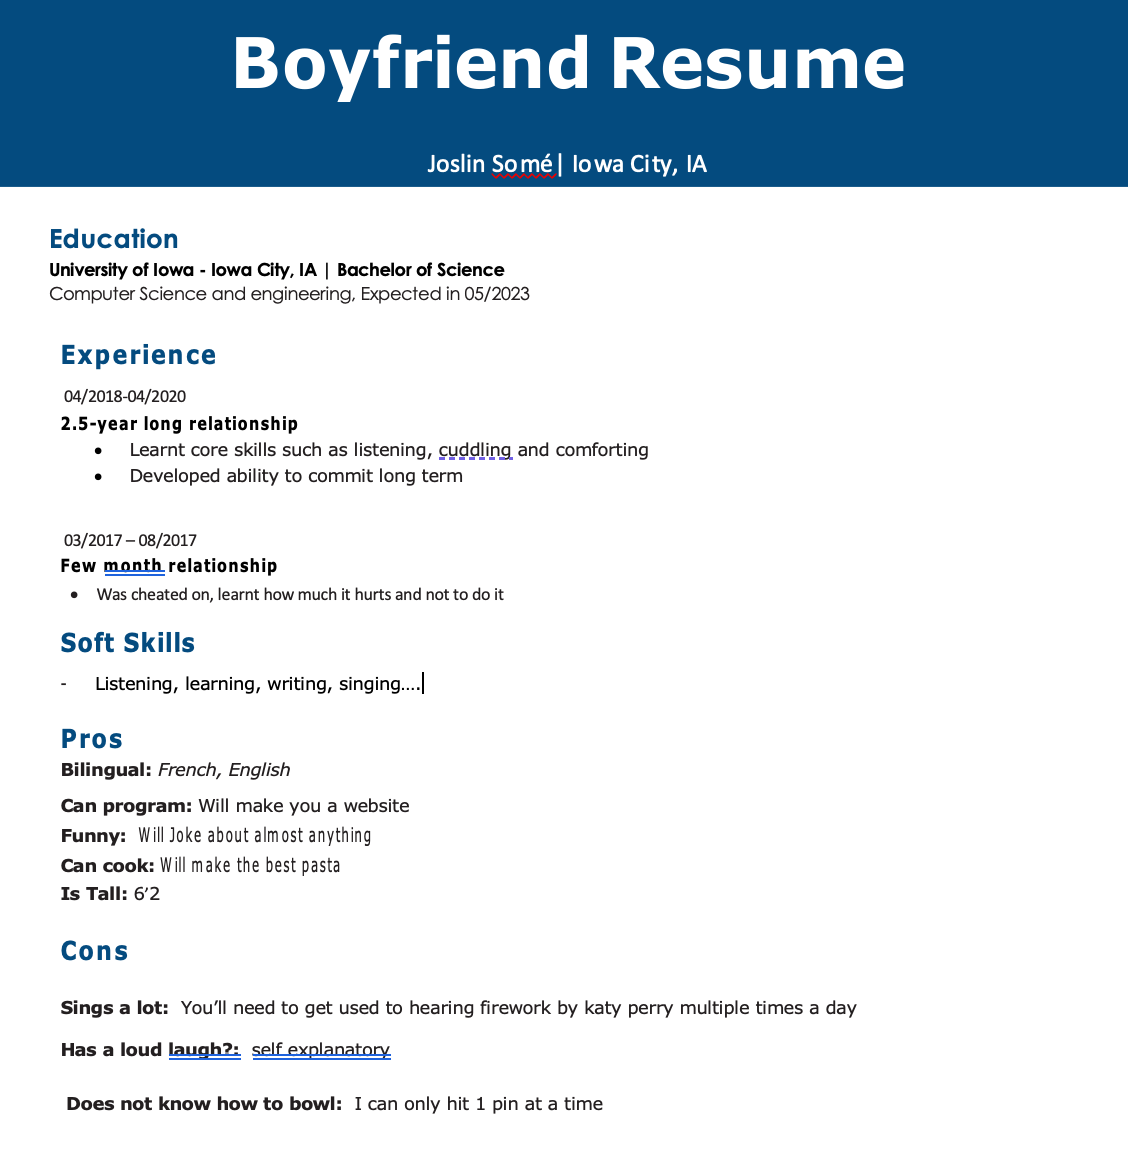 Boyfriend Resume
Joslin Somé| Iowa City, IA
Education
University of Iowa - Iowa City, IA | Bachelor of Science
Computer Science and engineering, Expected in 05/2023
Experience
04/2018-04/2020
2.5-year long relationship
• Learnt core skills such as listening, cuddling and comforting
• Developed ability to commit long term
03/2017 – 08/2017
Few month relationship
• Was cheated on, learnt how much it hurts and not to do it
Soft Skills
- Listening, learning, writing, singing....
Pros
Bilingual: French, English
Can program: Will make you a website
Funny: Will Joke about almost anything
Can cook: Will make the best pasta
Is Tall: 6’2
Cons
Sings a lot: You’ll need to get used to hearing firework by katy perry multiple times a day
Has a loud laugh?: self explanatory
Does not know how to bowl: I can only hit 1 pin at a time